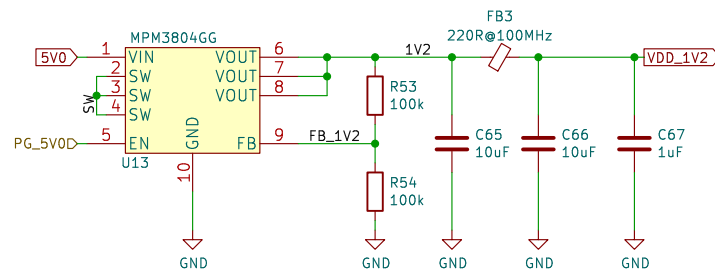 FB3
220R@100MHz
MPM3804GG
5V0
1
VIN
VOUT
6
1V2
VDD_1V2
2
SW
VOUT
7
3
SW
VOUT
8
R53
100k
SW
4
SW
PG_5V0
5
EN
GND
FB
9
FB_1V2
C65
10uF
C66
10uF
C67
1uF
U13
10
R54
100k
GND
GND
GND
GND
GND